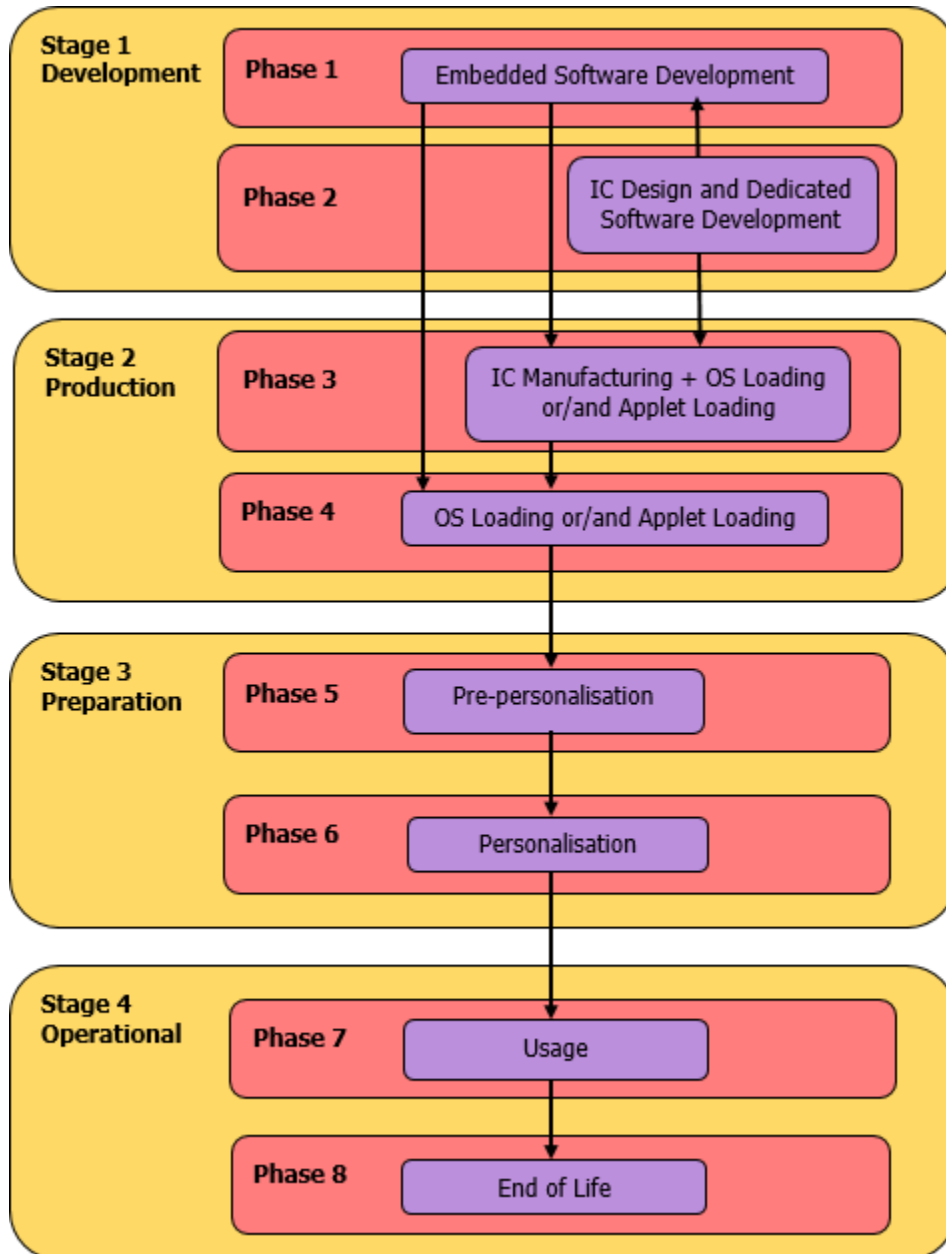 Stage 1
Development
Phase 1
Embedded Software Development
Phase 2
IC Design and Dedicated
Software Development
Stage 2
Production
Phase 3
IC Manufacturing + OS Loading
or/and Applet Loading
Phase 4
OS Loading or/and Applet Loading
Stage 3
Preparation
Phase 5
Pre-personalisation
Phase 6
Personalisation
Stage 4
Operational
Phase 7
Usage
Phase 8
End of Life